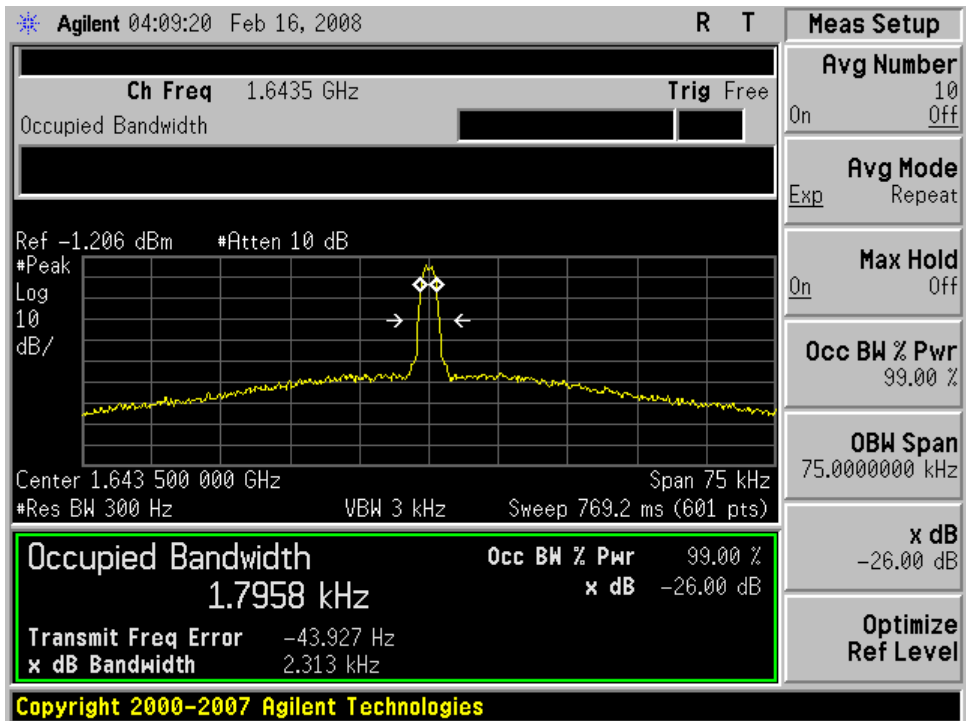 Agilent 04:09:20 Feb 16, 2008 R T
Meas Setup
Ch Freq 1.6435 GHz Trig Free
Occupied Bandwidth
Ref -1.206 dBm #Atten 10 dB
#Peak
Log
10
dB/
Center 1.643 500 000 GHz Span 75 kHz
#Res BW 300 Hz VBW 3 kHz Sweep 769.2 ms (601 pts)
Occupied Bandwidth Occ BW % Pwr 99.00 %
1.7958 kHz x dB -26.00 dB
Transmit Freq Error -43.927 Hz
x dB Bandwidth 2.313 kHz
Avg Number
10
On Off
Avg Mode
Exp Repeat
Max Hold
On Off
Occ BW % Pwr
99.00 %
OBW Span
75.0000000 kHz
x dB
-26.00 dB
Optimize
Ref Level
Copyright 2000-2007 Agilent Technologies